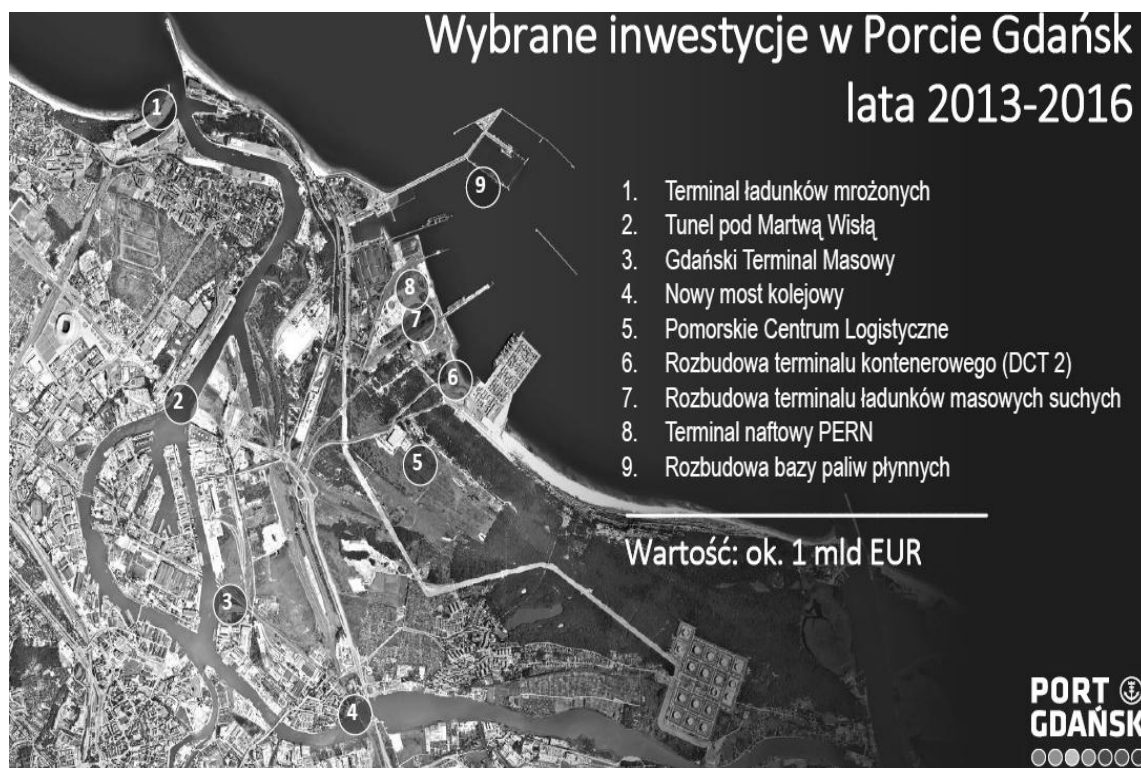 Wybrane inwestycje w Porcie Gdańsk
lata 2013-2016
1. Terminal ładunków mrożonych
2. Tunel pod Martwą Wisłą
3. Gdański Terminal Masowy
4. Nowy most kolejowy
5. Pomorskie Centrum Logistyczne
6. Rozbudowa terminalu kontenerowego (DCT 2)
7. Rozbudowa terminalu ładunków masowych suchych
8. Terminal naftowy PERN
9. Rozbudowa bazy paliw płynnych
Wartość: ok. 1 mld EUR
1
9
8
7
6
2
5
3
4
PORT
GDAŃSK